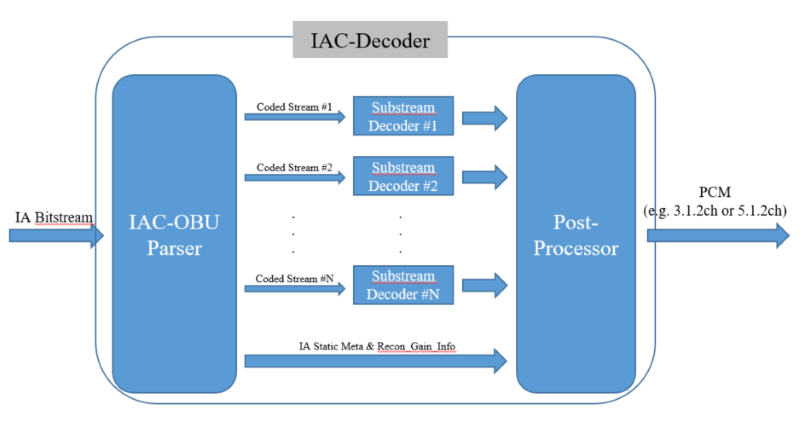 IAC-Decoder
Coded Stream #1
Substream
Decoder #1
Coded Stream #2
Substream
Decoder #2
IA Bitstream
IAC-OBU
Parser
Post-
Processor
PCM
(e.g. 3.1.2ch or 5.1.2ch)
Coded Stream #N
Substream
Decoder #N
IA Static Meta & Recon_Gain_Info